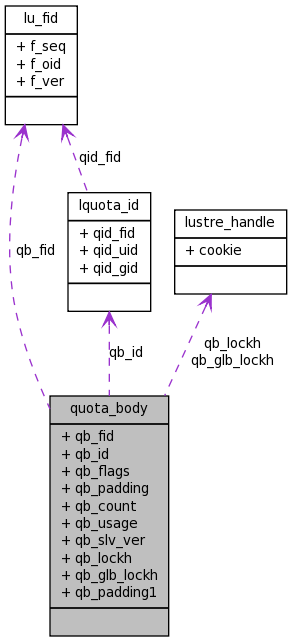 lu_fid
+ f_seq
+ f_oid
+ f_ver
qid_fid
lquota_id
+ qid_fid
+ qid_uid
+ qid_gid
lustre_handle
+ cookie
qb_fid
qb_id
qb_lockh
qb_glb_lockh
quota_body
+ qb_fid
+ qb_id
+ qb_flags
+ qb_padding
+ qb_count
+ qb_usage
+ qb_slv_ver
+ qb_lockh
+ qb_glb_lockh
+ qb_padding1